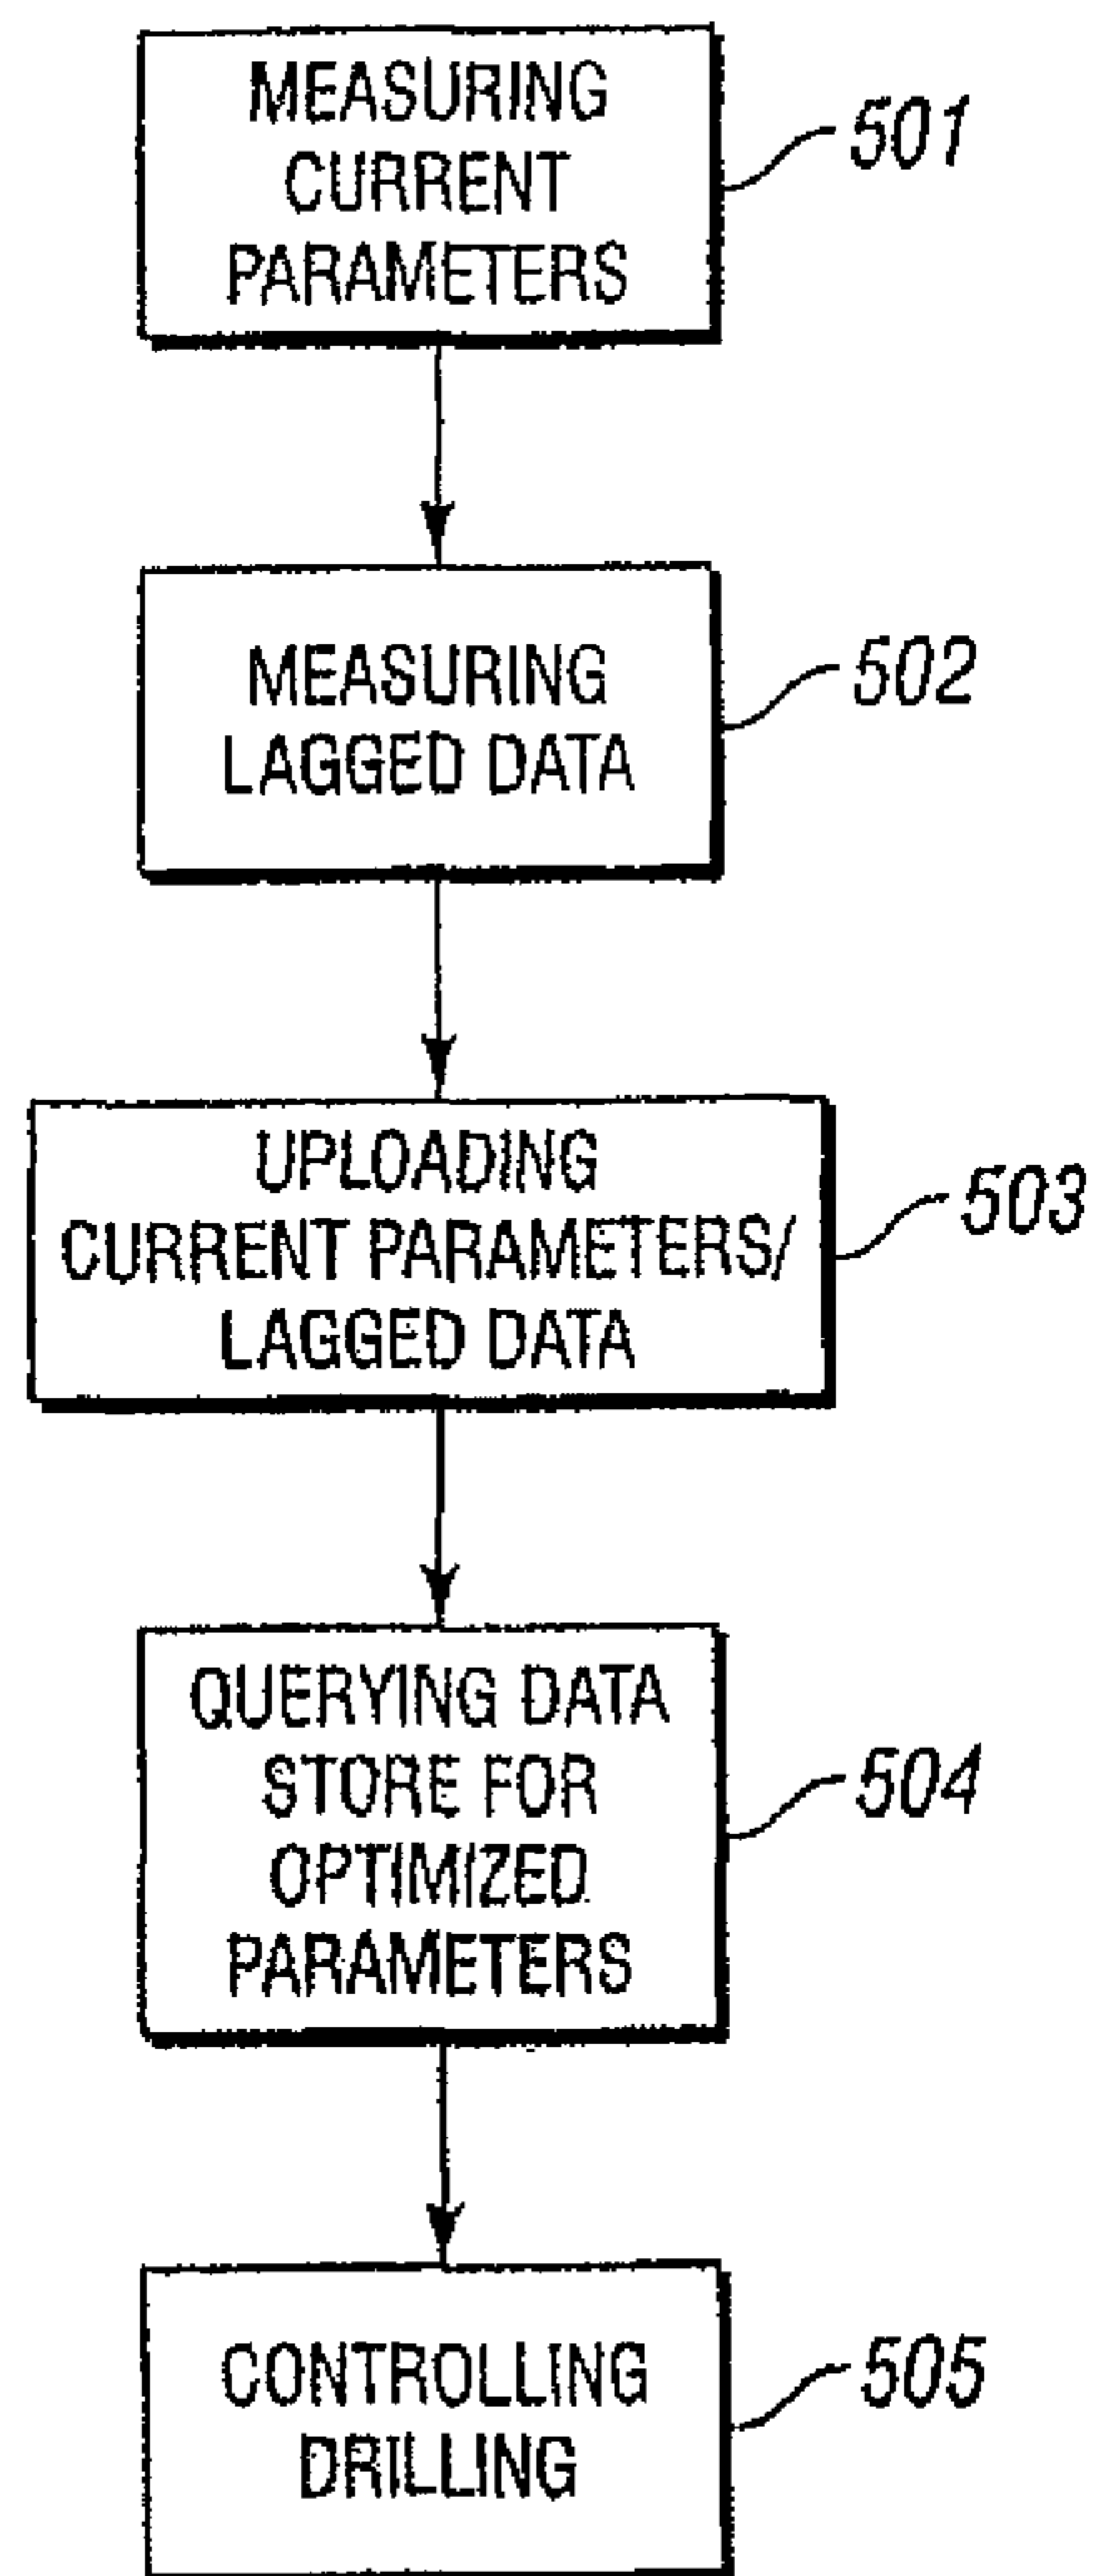 MEASURING
CURRENT
PARAMETERS
501
MEASURING
LAGGED DATA
502
UPLOADING
CURRENT PARAMETERS/
LAGGED DATA
503
QUERYING DATA
STORE FOR
OPTIMIZED
PARAMETERS
504
CONTROLLING
DRILLING
505